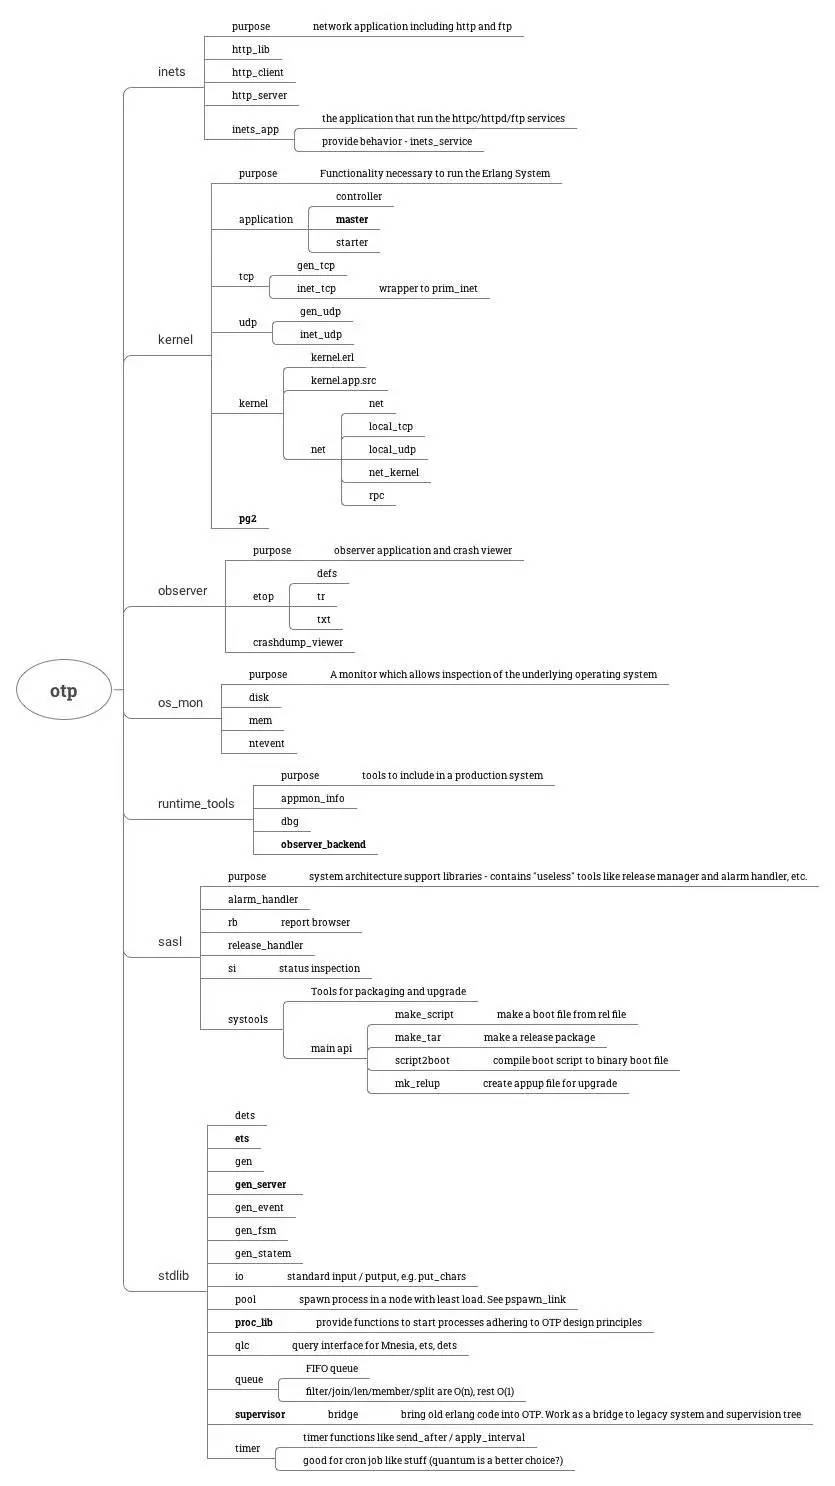 purpose network application including http and ftp
http_lib
inets http_client
http_server
inets_app the application that run the httpc/httpd/ftp services
provide behavior - inets_service
purpose Functionality necessary to run the Erlang System
controller
application master
starter
tcp gen_tcp
inet_tcp wrapper to prim_inet
udp gen_udp
inet_udp
kernel
kernel.erl
kernel.app.src
kernel net
local_tcp
net local_udp
net_kernel
rpc
pg2
purpose observer application and crash viewer
defs
observer etop tr
txt
crashdump_viewer
otp
purpose A monitor which allows inspection of the underlying operating system
disk
os_mon mem
ntevent
purpose tools to include in a production system
runtime_tools appmon_info
dbg
observer_backend
purpose system architecture support libraries - contains "useless" tools like release manager and alarm handler, etc.
alarm_handler
rb report browser
sasl release_handler
si status inspection
Tools for packaging and upgrade
systools make_script make a boot file from rel file
make_tar make a release package
main api script2boot compile boot script to binary boot file
mk_relup create appup file for upgrade
dets
ets
gen
gen_server
gen_event
gen_fsm
gen_statem
stdlib io standard input / putput, e.g. put_chars
pool spawn process in a node with least load. See pspawn_link
proc_lib provide functions to start processes adhering to OTP design principles
qlc query interface for Mnesia, ets, dets
queue FIFO queue
filter/join/len/member/split are O(n), rest O(1)
supervisor bridge bring old erlang code into OTP. Work as a bridge to legacy system and supervision tree
timer timer functions like send_after / apply_interval
good for cron job like stuff (quantum is a better choice?)